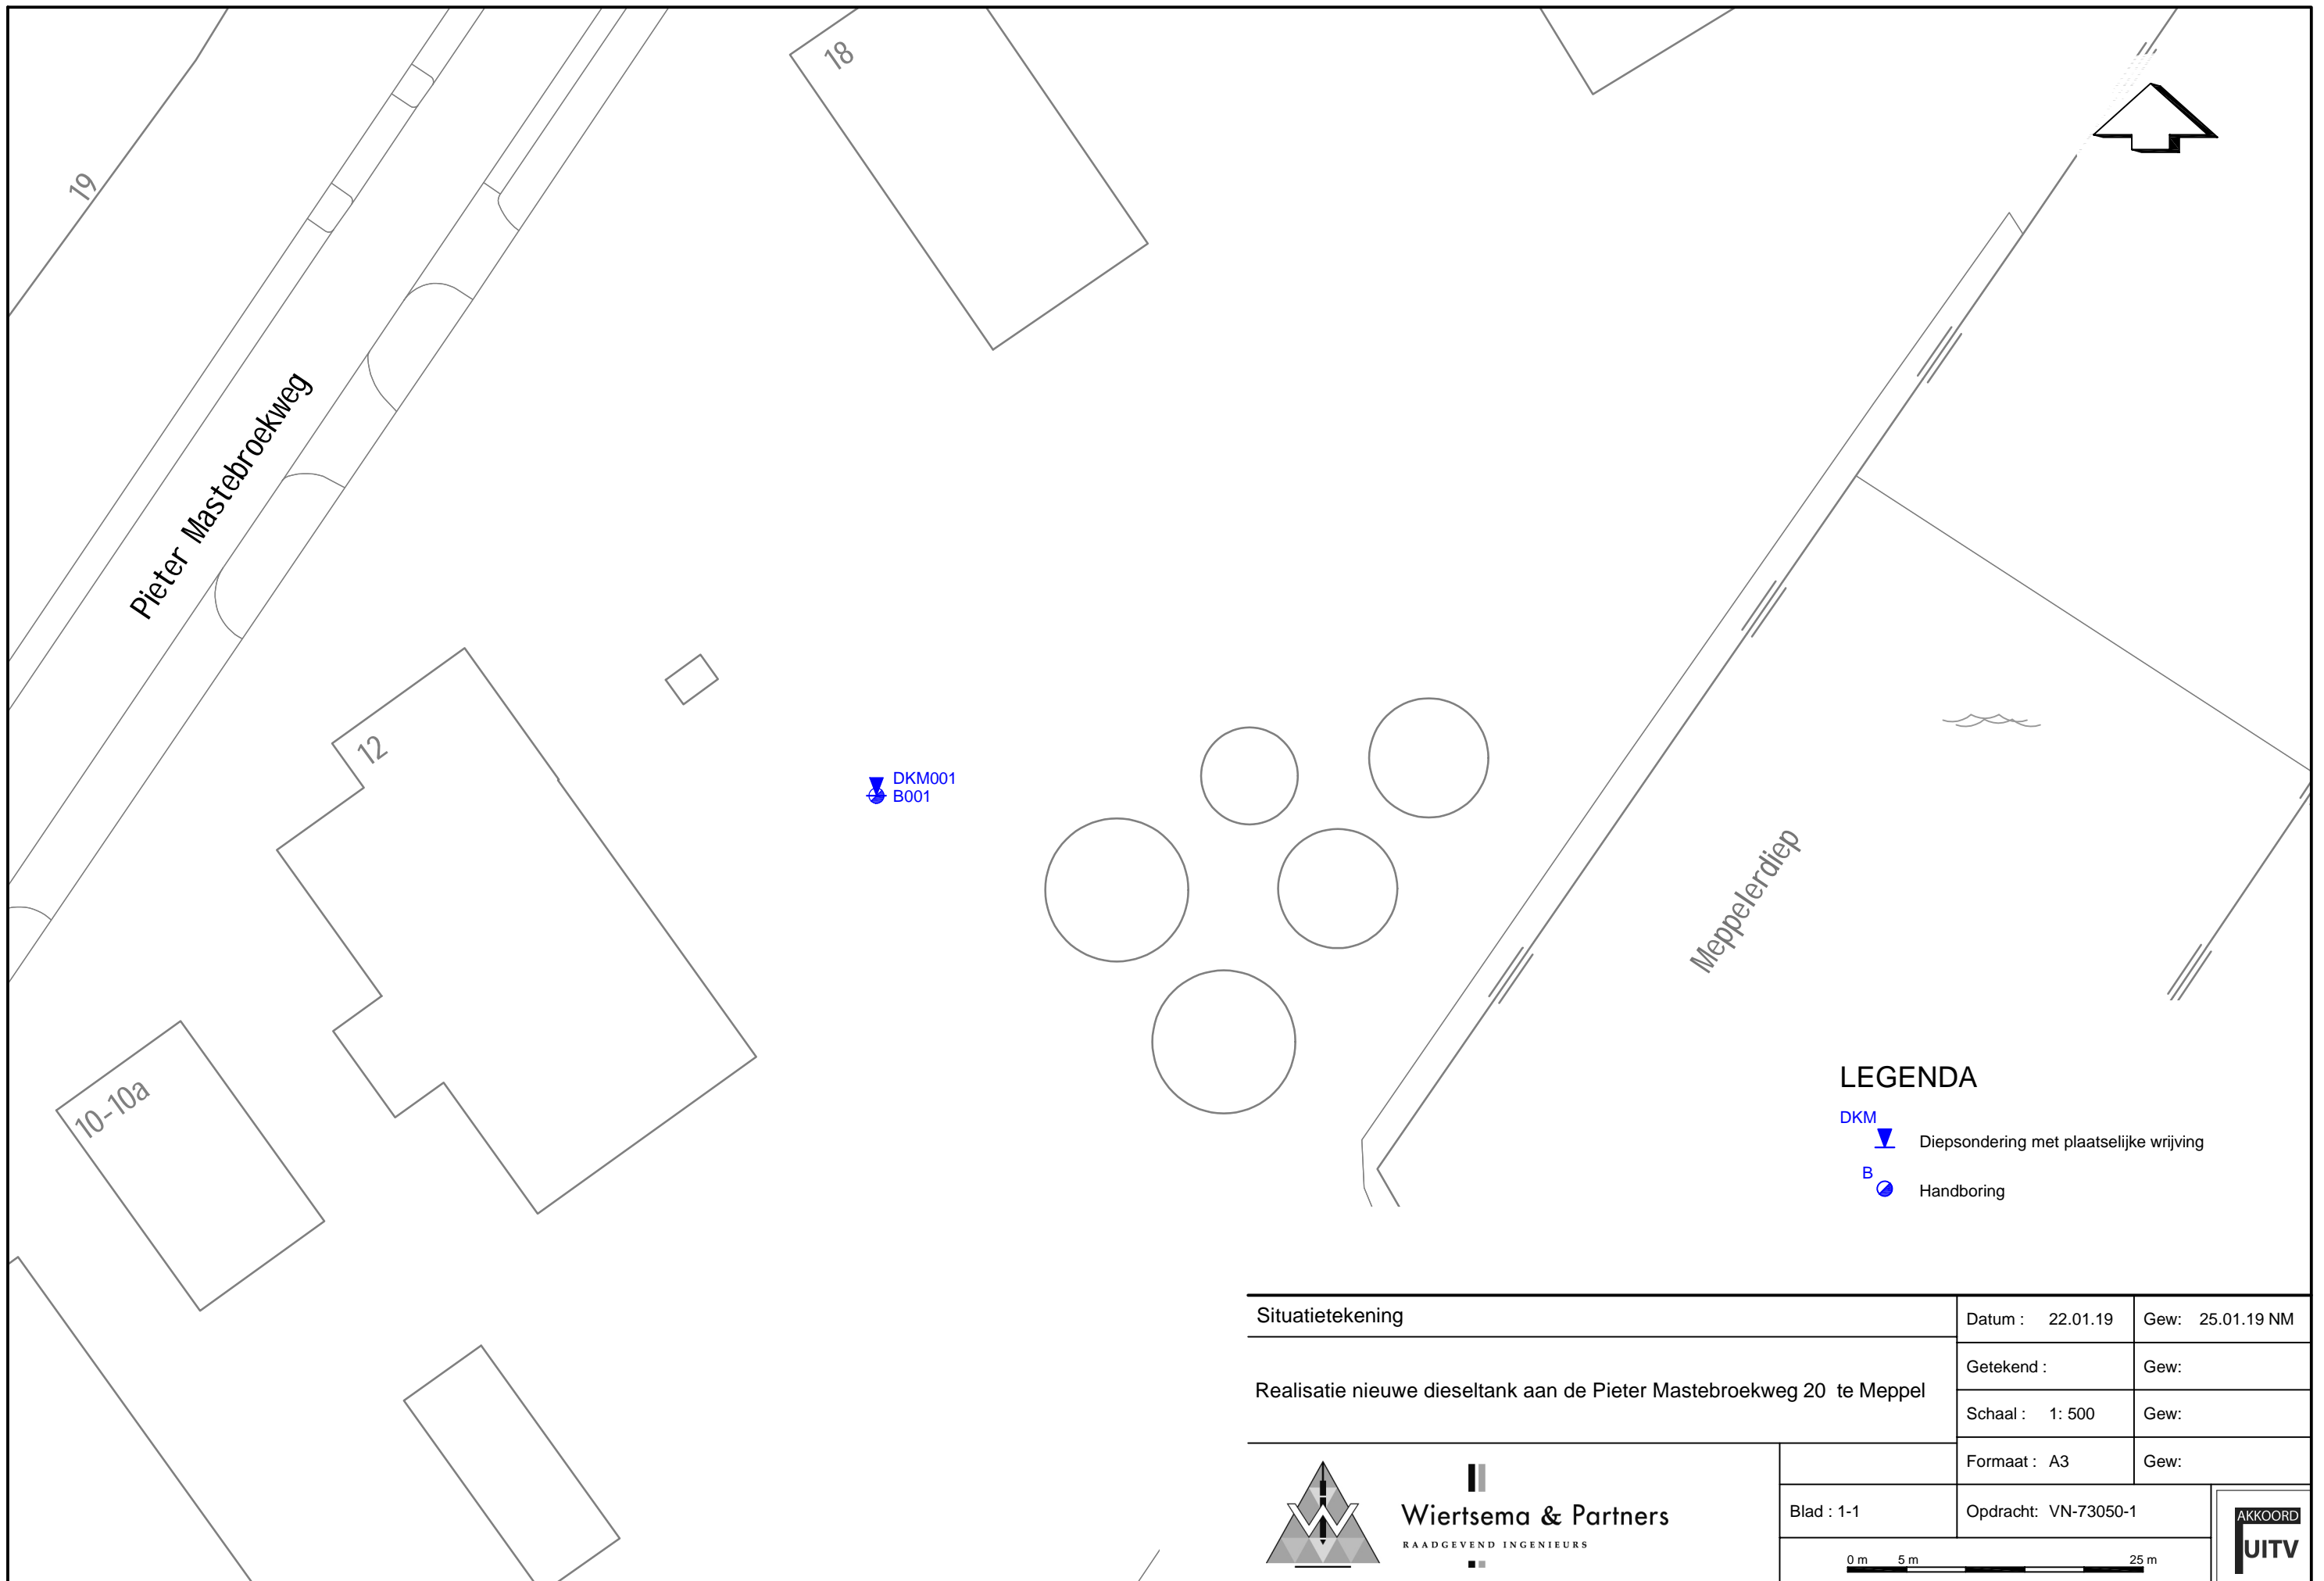 18
19
Pieter Mastebroekweg
12
DKM001
B001
Meppelerdiep
10-10a
LEGENDA
DKM
Diepsondering met plaatselijke wrijving
B
Handboring
Situatietekening
Datum : 22.01.19
Gew: 25.01.19 NM
Realisatie nieuwe dieseltank aan de Pieter Mastebroekweg 20 te Meppel
Getekend :
Gew:
Schaal : 1: 500
Gew:
Formaat : A3
Gew:
Wiertsema & Partners
RAADGEVEND INGENIEURS
Blad : 1-1
Opdracht: VN-73050-1
0 m 5 m 25 m
AKKOORD
UITV